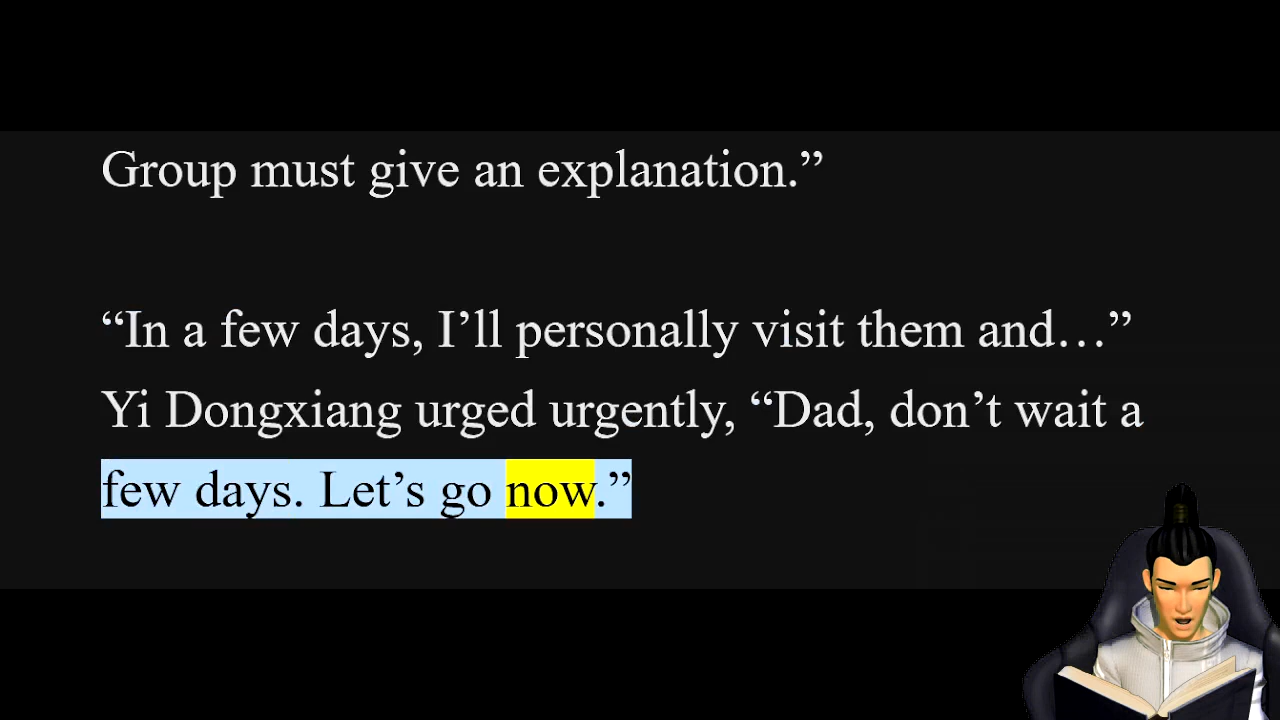 Group must give an explanation.”
“In a few days, I’ll personally visit them and…”
Yi Dongxiang urged urgently, “Dad, don’t wait a
few days. Let’s go now.”